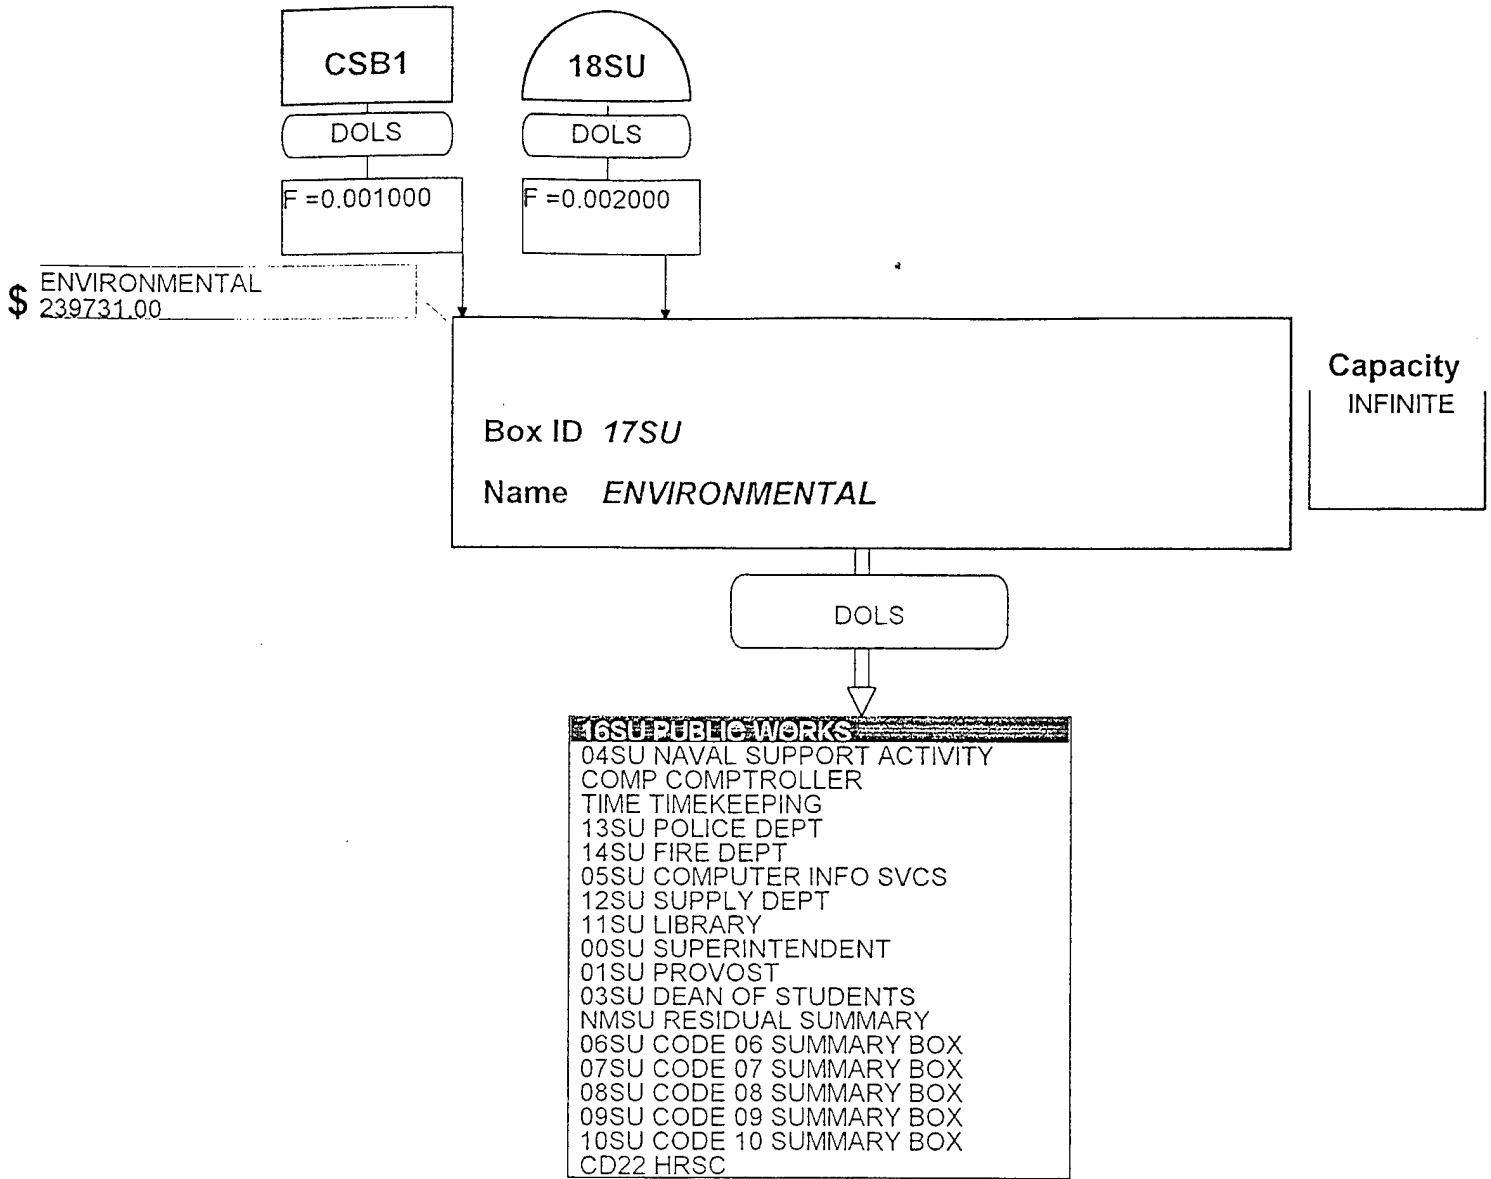 CSB1
18SU
DOLS
DOLS
F =0.001000
F =0.002000
ENVIRONMENTAL
$ 239731.00
Capacity
INFINITE
Box ID 17SU
Name ENVIRONMENTAL
DOLS
16SU PUBLIC WORKS
04SU NAVAL SUPPORT ACTIVITY
COMP COMPTROLLER
TIME TIMEKEEPING
13SU POLICE DEPT
14SU FIRE DEPT
05SU COMPUTER INFO SVCS
12SU SUPPLY DEPT
11SU LIBRARY
00SU SUPERINTENDENT
01SU PROVOST
03SU DEAN OF STUDENTS
NMSU RESIDUAL SUMMARY
06SU CODE 06 SUMMARY BOX
07SU CODE 07 SUMMARY BOX
08SU CODE 08 SUMMARY BOX
09SU CODE 09 SUMMARY BOX
10SU CODE 10 SUMMARY BOX
CD22 HRSC